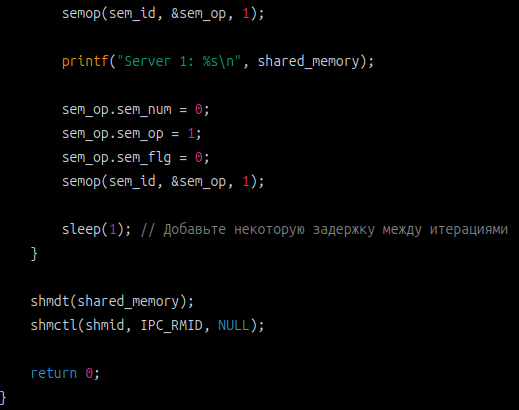 semop(sem_id, &sem_op, 1);
printf("Server 1: %s\n", shared_memory);
sem_op.sem_num = 0;
sem_op.sem_op = 1;
sem_op.sem_flg = 0;
semop(sem_id, &sem_op, 1);
sleep(1); // Добавьте некоторую задержку между итерациями
}
shmdt(shared_memory);
shmctl(shmid, IPC_RMID, NULL);
return 0;
}